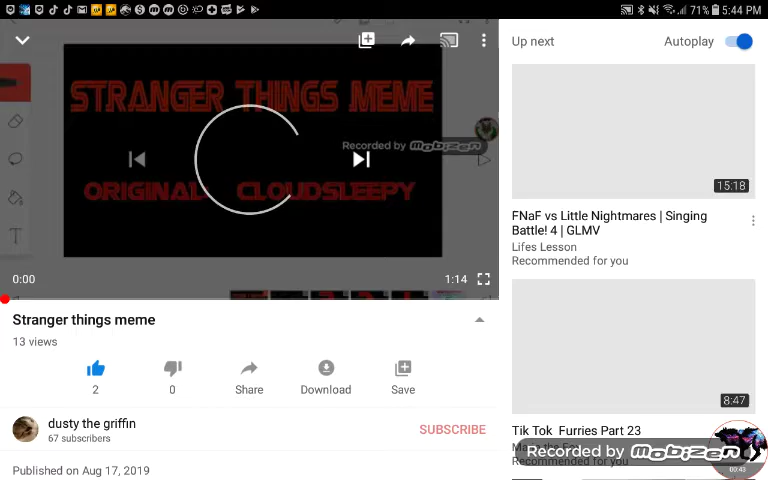 71% 5:44 PM
STRANGER THINGS MEME
Recorded by mobizen
ORIGINAL CLOUDSLEEPY
T
0:00
1:14
Stranger things meme
13 views
2
0
Share
Download
Save
dusty the griffin
67 subscribers
SUBSCRIBE
Published on Aug 17, 2019
Up next
Autoplay
15:18
FNaF vs Little Nightmares | Singing
Battle! 4 | GLMV
Lifes Lesson
Recommended for you
8:47
Tik Tok Furries Part 23
Recommended for you
Recorded by mobizen
00:43